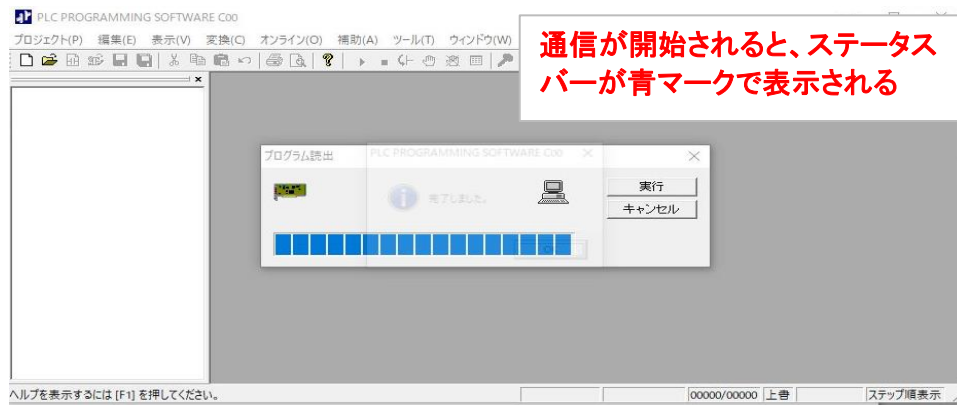 PLC PROGRAMMING SOFTWARE C00
プロジェクト(P) 編集(E) 表示(V) 変換(C) オンライン(O) 補助(A) ツール(T) ウインドウ(W)
通信が開始されると、ステータス
バーが青マークで表示される
プログラム読出
PLC PROGRAMMING SOFTWARE C00
完了しました。
実行
キャンセル
ヘルプを表示するには [F1] を押してください。
00000/00000 上書 ステップ順表示